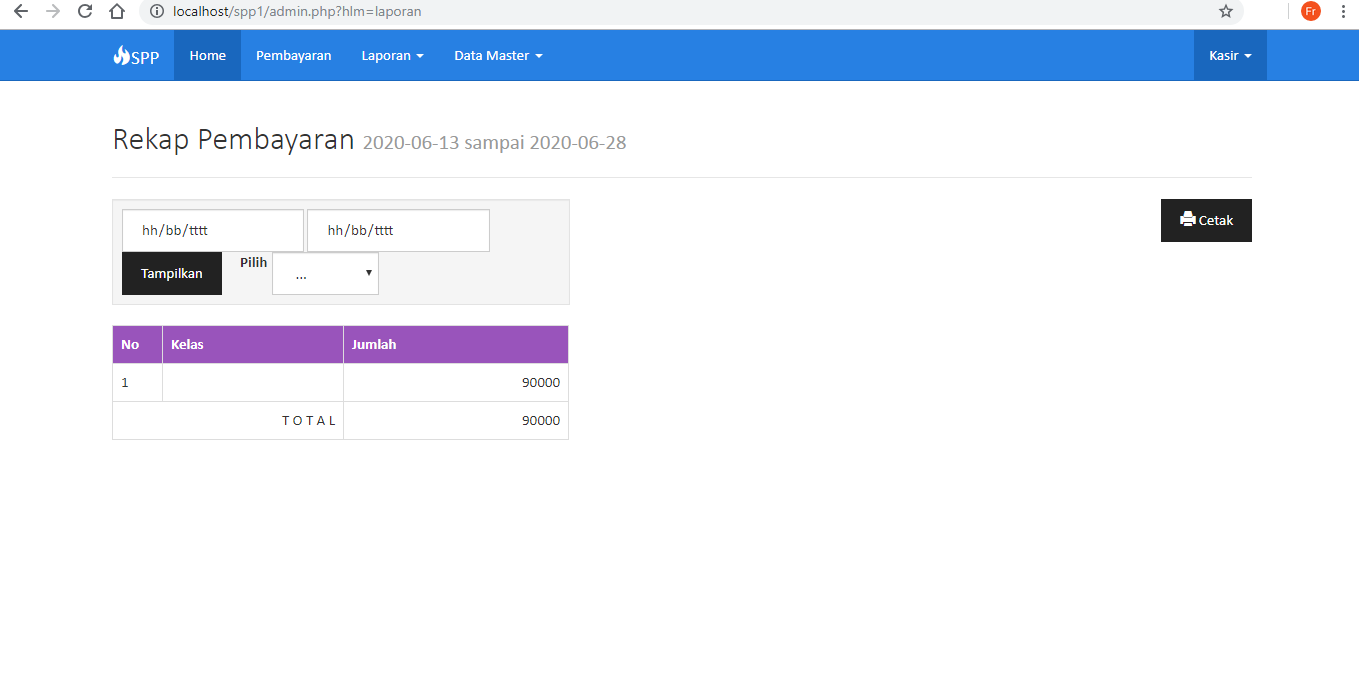 localhost/spp1/admin.php?hlm=laporan
Fr
SPP Home Pembayaran Laporan Data Master Kasir
Rekap Pembayaran 2020-06-13 sampai 2020-06-28
hh/bb/tttt hh/bb/tttt
Cetak
Tampilkan Pilih ...
No Kelas Jumlah
1 90000
T O T A L 90000